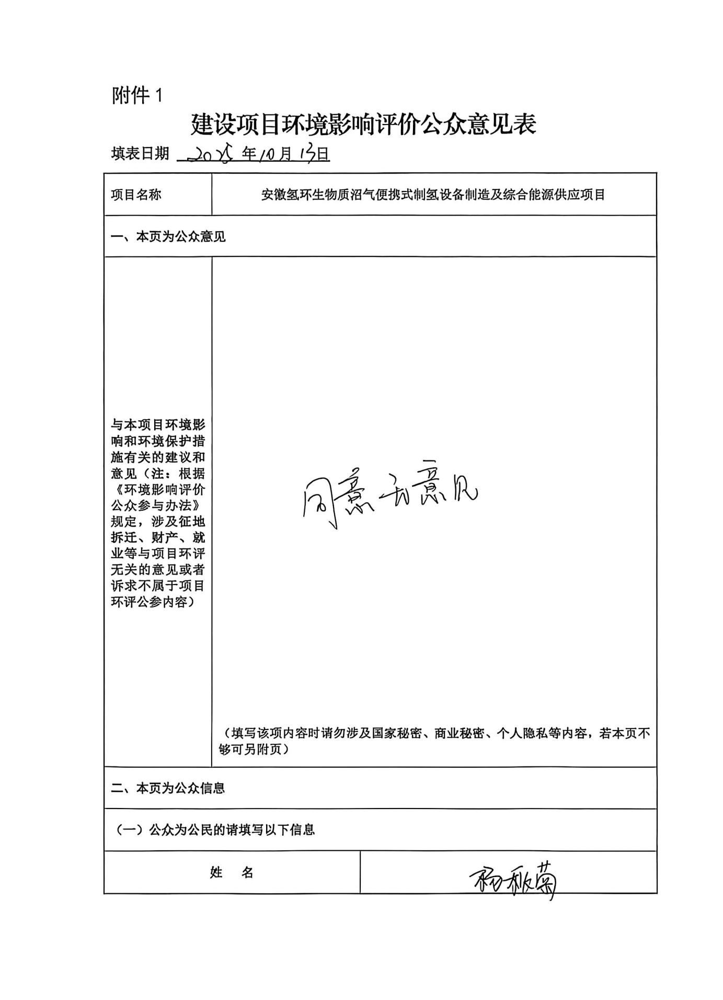 附件 1
建设项目环境影响评价公众意见表
填表日期 2025 年 10 月 13 日
项目名称 安徽氢环生物质沼气便携式制氢设备制造及综合能源供应项目
一、本页为公众意见
与本项目环境影
响和环境保护措
施有关的建议和
意见（注：根据
《环境影响评价
公众参与办法》
规定，涉及征地
拆迁、财产、就
业等与项目环评
无关的意见或者
诉求不属于项目
环评公参内容）
同意 无意见
（填写该项内容时请勿涉及国家秘密、商业秘密、个人隐私等内容，若本页不
够可另附页）
二、本页为公众信息
（一）公众为公民的请填写以下信息
姓 名 杨秋菊